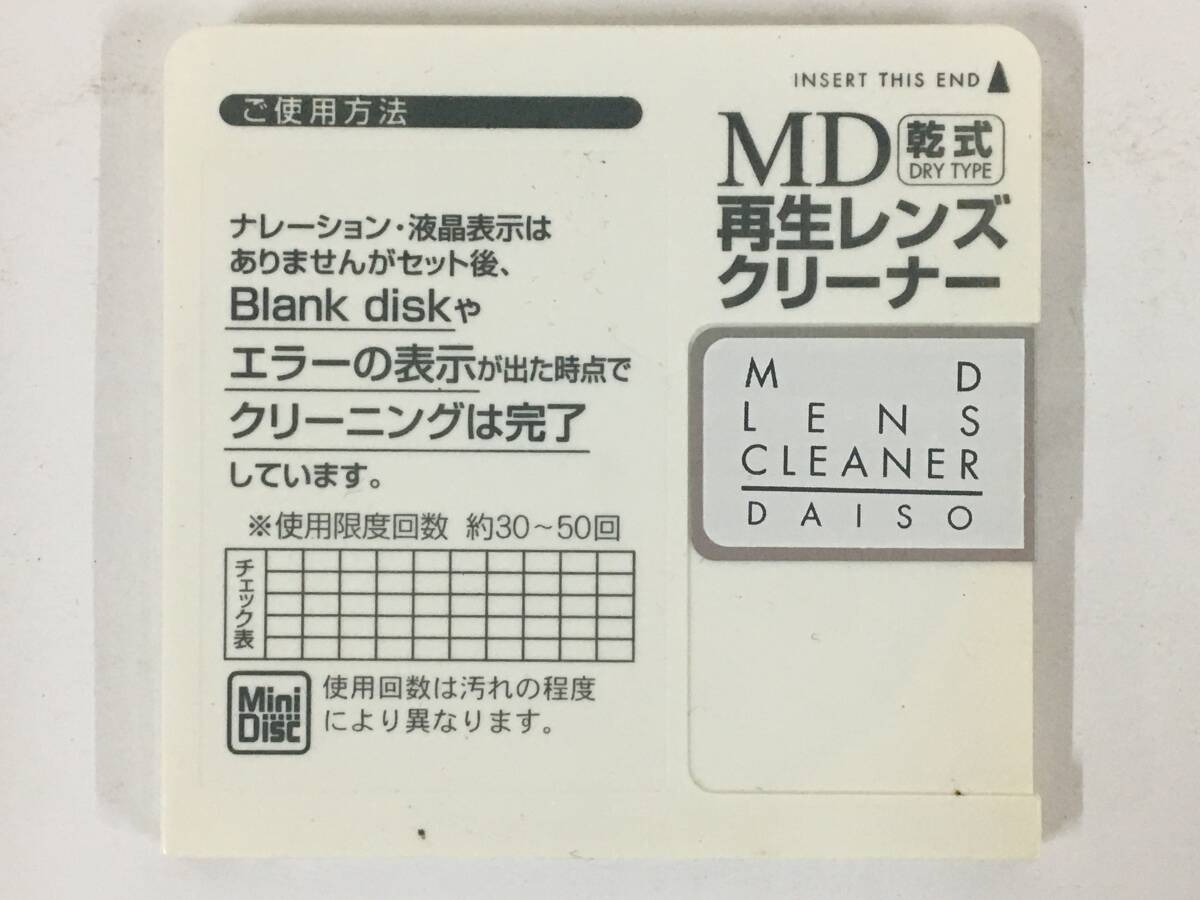 ご使用方法
ナレーション・液晶表示は
ありませんがセット後、
Blank diskや
エラーの表示が出た時点で
クリーニングは完了
しています。
※使用限度回数 約30～50回
チェック表
Mini
Disc
使用回数は汚れの程度
により異なります。
INSERT THIS END▲
MD 乾式
DRY TYPE
再生レンズ
クリーナー
MD
LENS
CLEANER
DAISO